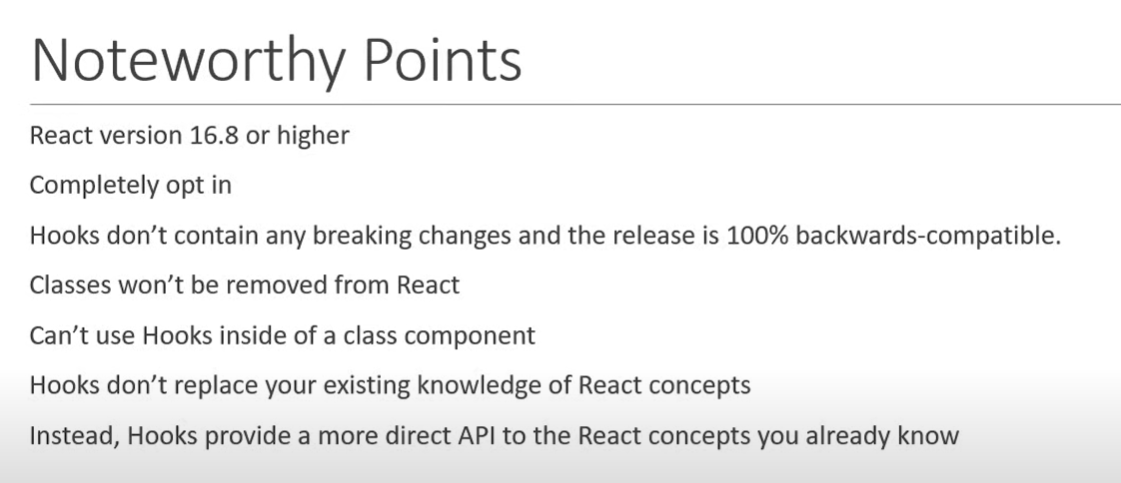 Noteworthy Points
React version 16.8 or higher
Completely opt in
Hooks don’t contain any breaking changes and the release is 100% backwards-compatible.
Classes won’t be removed from React
Can’t use Hooks inside of a class component
Hooks don’t replace your existing knowledge of React concepts
Instead, Hooks provide a more direct API to the React concepts you already know